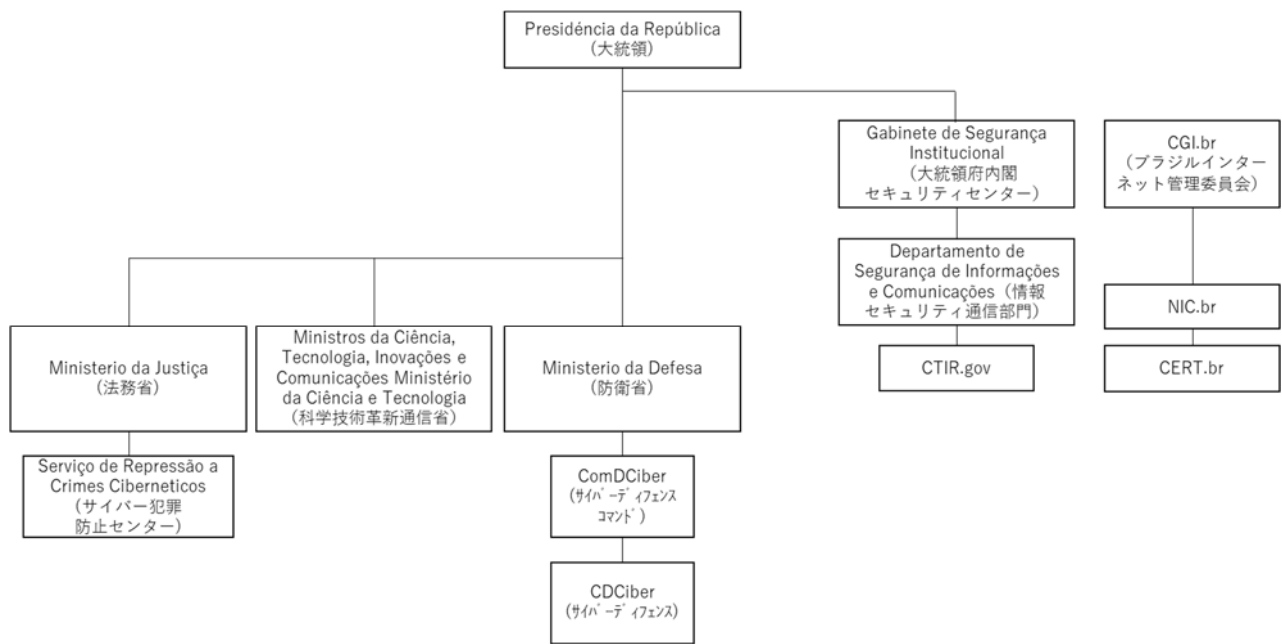 Presidéncia da República
(大統領)
Gabinete de Segurança
Institucional
(大統領府内閣
セキュリティセンター)
CGI.br
(ブラジルインター
ネット管理委員会)
Departamento de
Segurança de Informações
e Comunicações (情報
セキュリティ通信部門)
NIC.br
CTIR.gov
CERT.br
Ministerio da Justiça
(法務省)
Ministros da Ciência,
Tecnologia, Inovações e
Comunicações Ministério
da Ciência e Tecnologia
(科学技術革新通信省)
Ministerio da Defesa
(防衛省)
Serviço de Repressão a
Crimes Ciberneticos
(サイバー犯罪
防止センター)
ComDCiber
(ｻｲﾊﾞｰﾃﾞｨﾌｪﾝｽ
ｺﾏﾝﾄﾞ)
CDCiber
(ｻｲﾊﾞｰﾃﾞｨﾌｪﾝｽ)